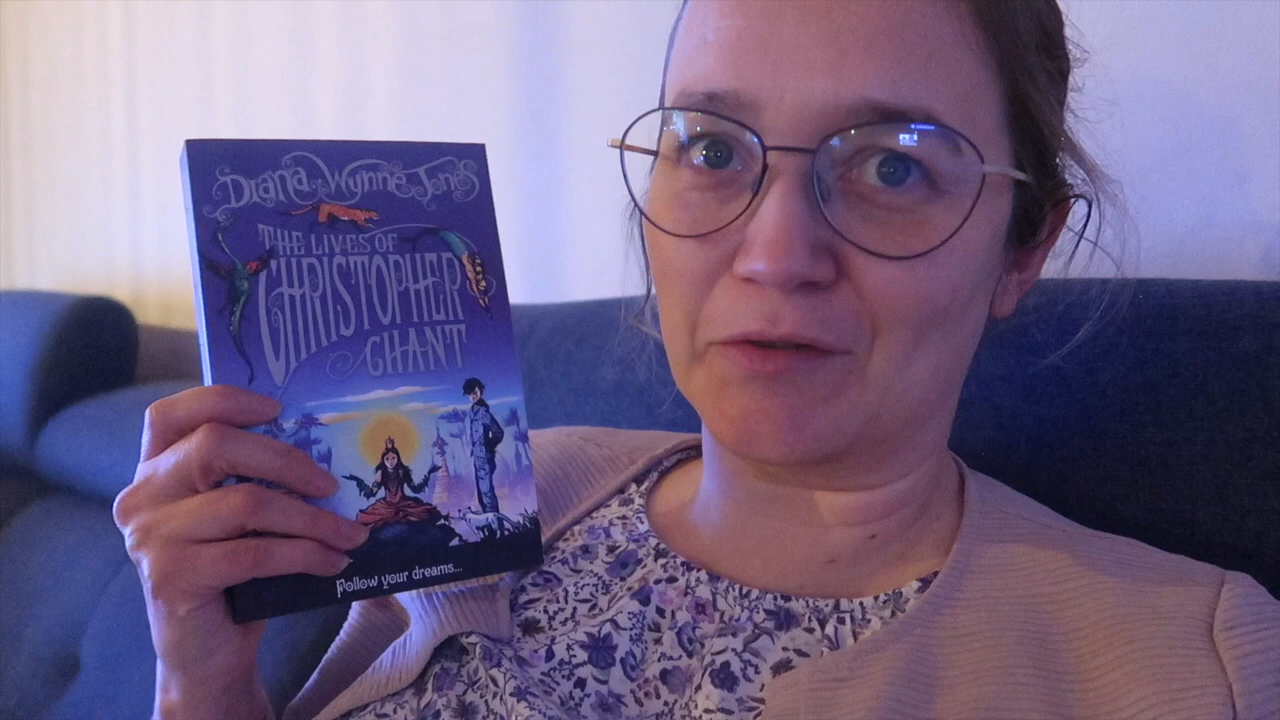 Diana Wynne Jones
THE LIVES OF
CHRISTOPHER
CHANT
Follow your dreams...